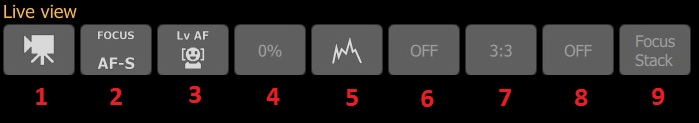 Live view
FOCUS
AF-S
Lv AF
0%
OFF
3:3
OFF
Focus
Stack
1 2 3 4 5 6 7 8 9